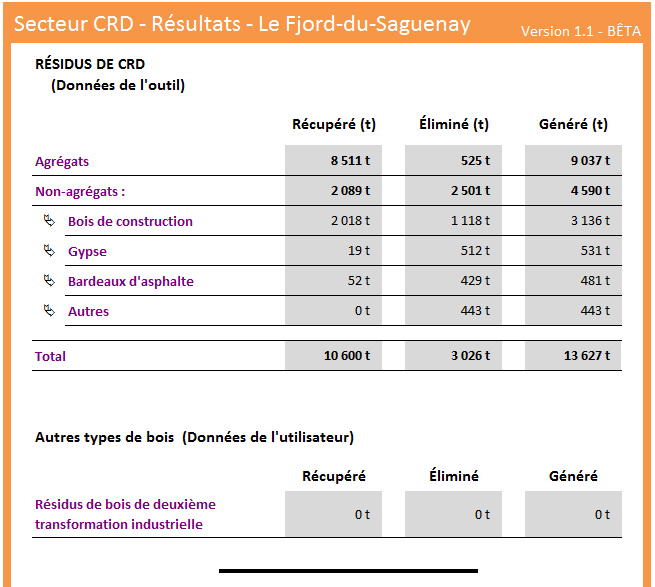 Secteur CRD - Résultats - Le Fjord-du-Saguenay
Version 1.1 - BÊTA
RÉSIDUS DE CRD
(Données de l'outil)
Récupéré (t) Éliminé (t) Généré (t)
Agrégats 8 511 t 525 t 9 037 t
Non-agrégats : 2 089 t 2 501 t 4 590 t
Bois de construction 2 018 t 1 118 t 3 136 t
Gypse 19 t 512 t 531 t
Bardeaux d'asphalte 52 t 429 t 481 t
Autres 0 t 443 t 443 t
Total 10 600 t 3 026 t 13 627 t
Autres types de bois (Données de l'utilisateur)
Récupéré Éliminé Généré
Résidus de bois de deuxième
transformation industrielle 0 t 0 t 0 t